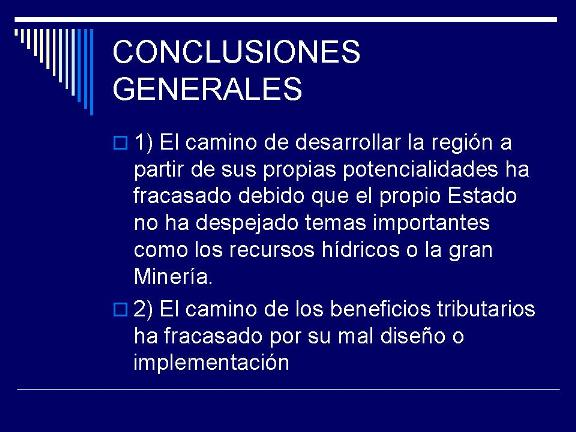 CONCLUSIONES
GENERALES
1) El camino de desarrollar la región a
partir de sus propias potencialidades ha
fracasado debido que el propio Estado
no ha despejado temas importantes
como los recursos hídricos o la gran
Minería.
2) El camino de los beneficios tributarios
ha fracasado por su mal diseño o
implementación